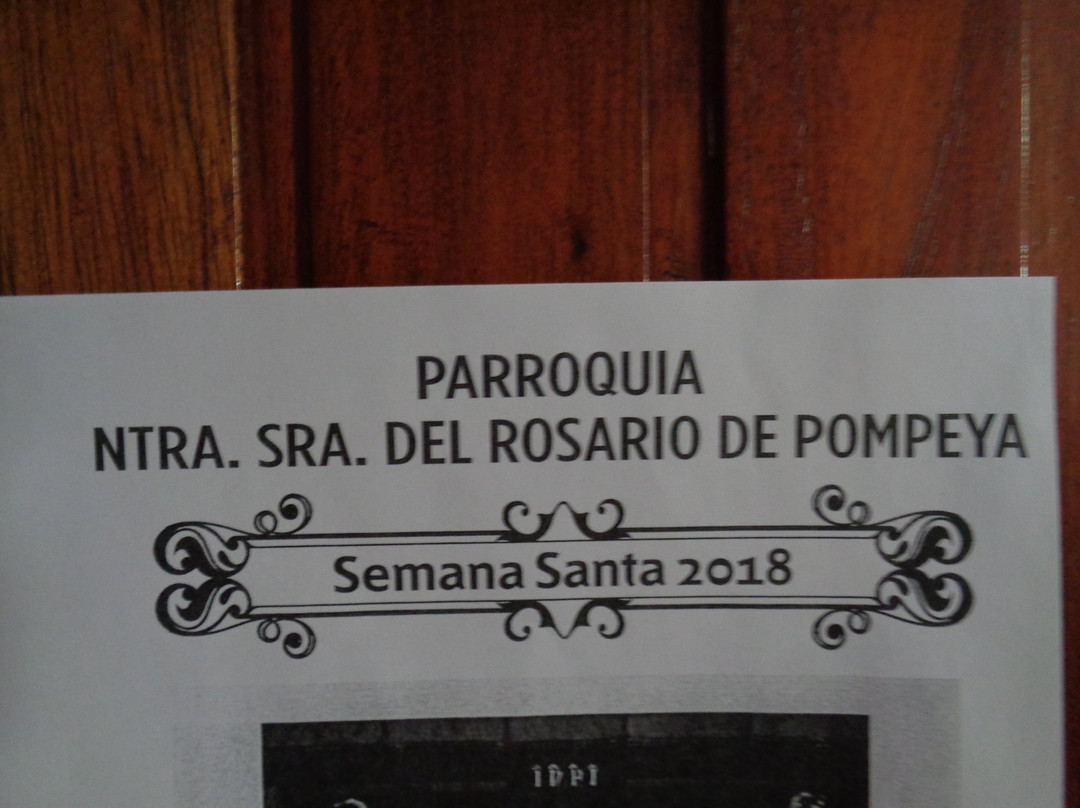 PARROQUIA
NTRA. SRA. DEL ROSARIO DE POMPEYA
Semana Santa 2018